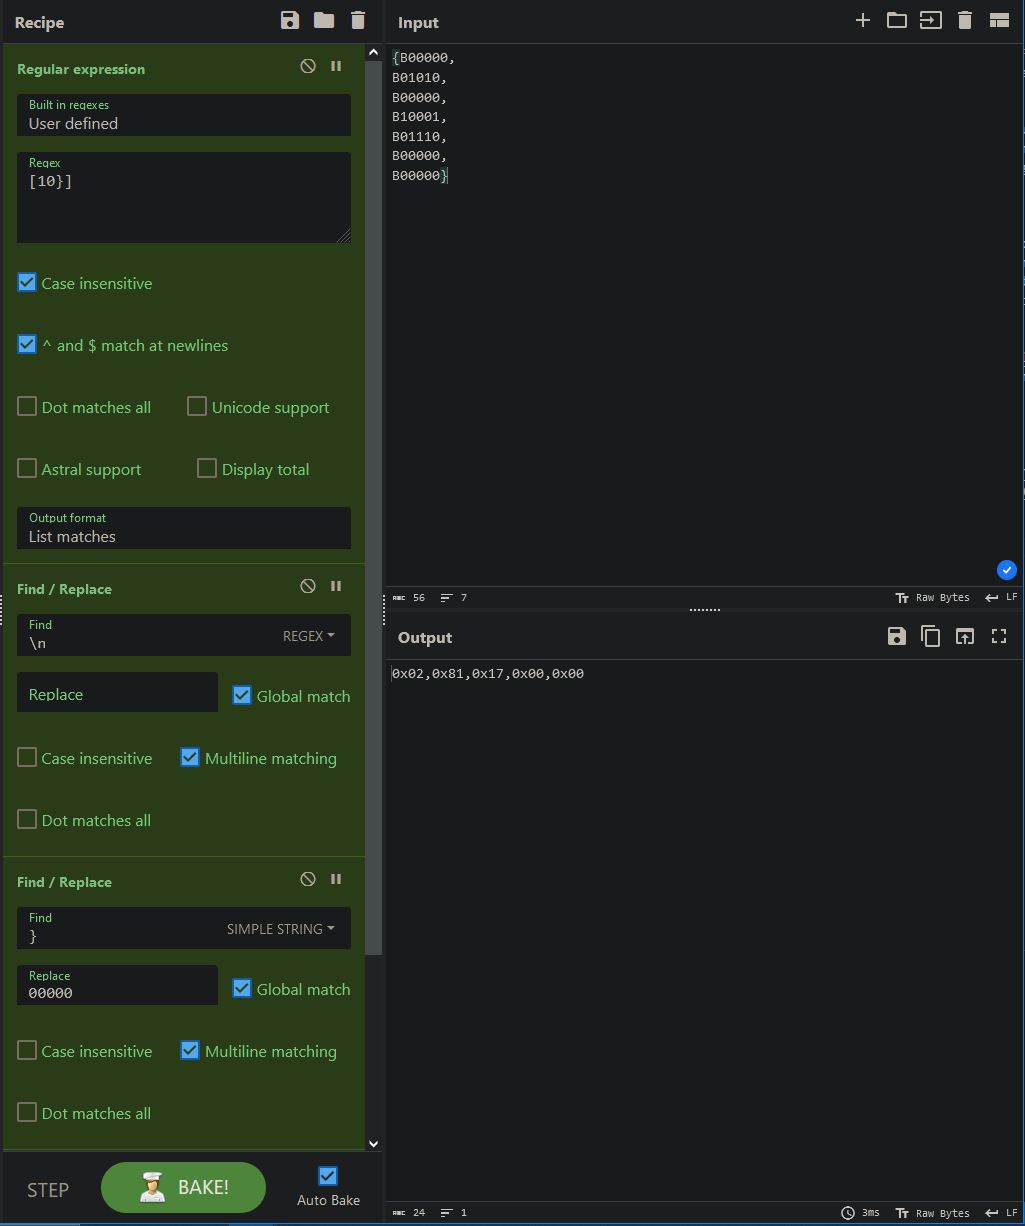 Recipe
Regular expression
Built in regexes
User defined
Regex
[10}]
Case insensitive
^ and $ match at newlines
Dot matches all
Unicode support
Astral support
Display total
Output format
List matches
Find / Replace
Find
\n
REGEX
Replace
Global match
Case insensitive
Multiline matching
Dot matches all
Find / Replace
Find
}
SIMPLE STRING
Replace
00000
Global match
Case insensitive
Multiline matching
Dot matches all
STEP
BAKE!
Auto Bake
Input
{B00000,
B01010,
B00000,
B10001,
B01110,
B00000,
B00000}
ABC 56 7
Tт Raw Bytes LF
Output
0x02,0x81,0x17,0x00,0x00
ABC 24 1
3ms Tт Raw Bytes LF